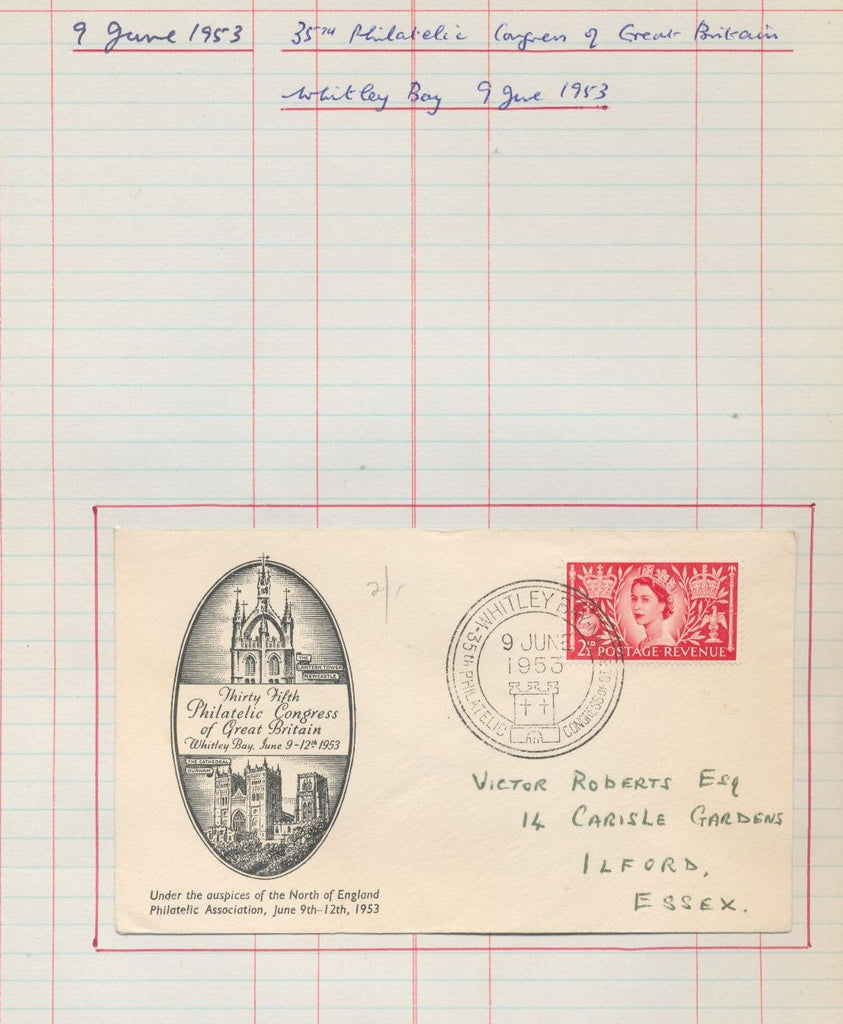 9 June 1953 35TH Philatelic Congress of Great Britain
Whitley Bay 9 June 1953
2/-
THE LANTERN TOWER
NEWCASTLE
Thirty Fifth
Philatelic Congress
of Great Britain
Whitley Bay, June 9-12th 1953
THE CATHEDRAL
DURHAM
Under the auspices of the North of England
Philatelic Association, June 9th-12th, 1953
WHITLEY BAY
9 JUNE
1953
35th PHILATELIC CONGRESS OF GT.
2½D POSTAGE REVENUE
VICTOR ROBERTS ESQ
14 CARISLE GARDENS
ILFORD,
ESSEX.